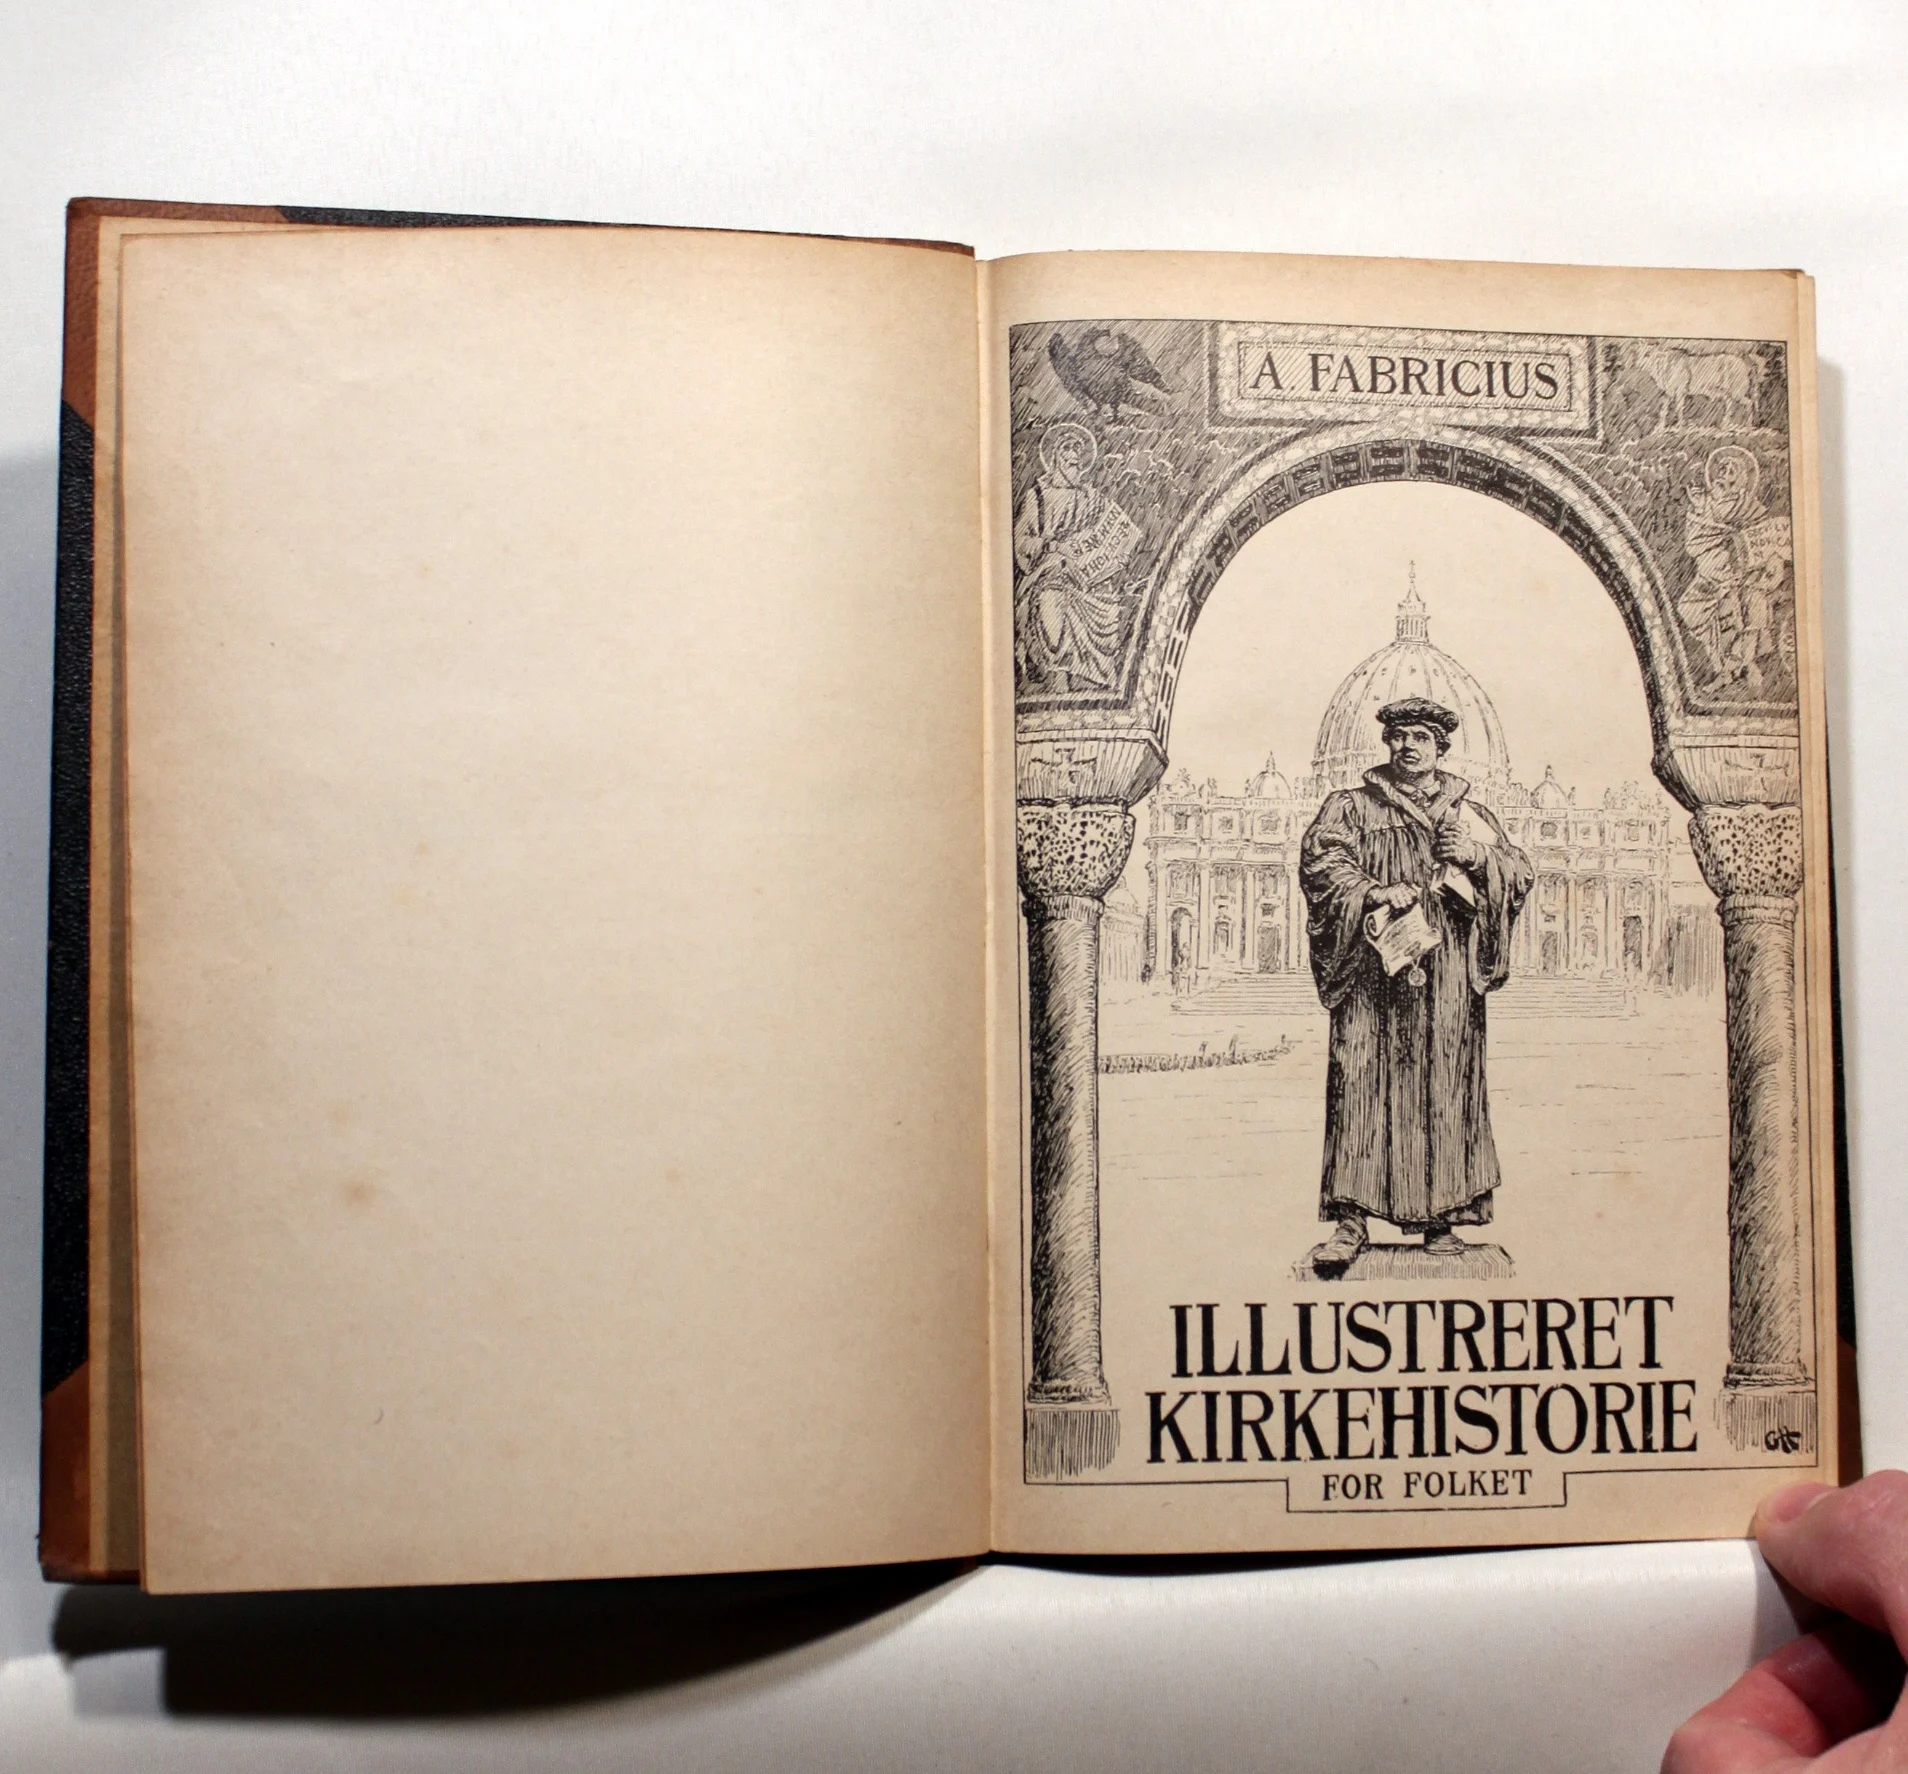 A. FABRICIUS
ILLUSTRERET
KIRKEHISTORIE
FOR FOLKET